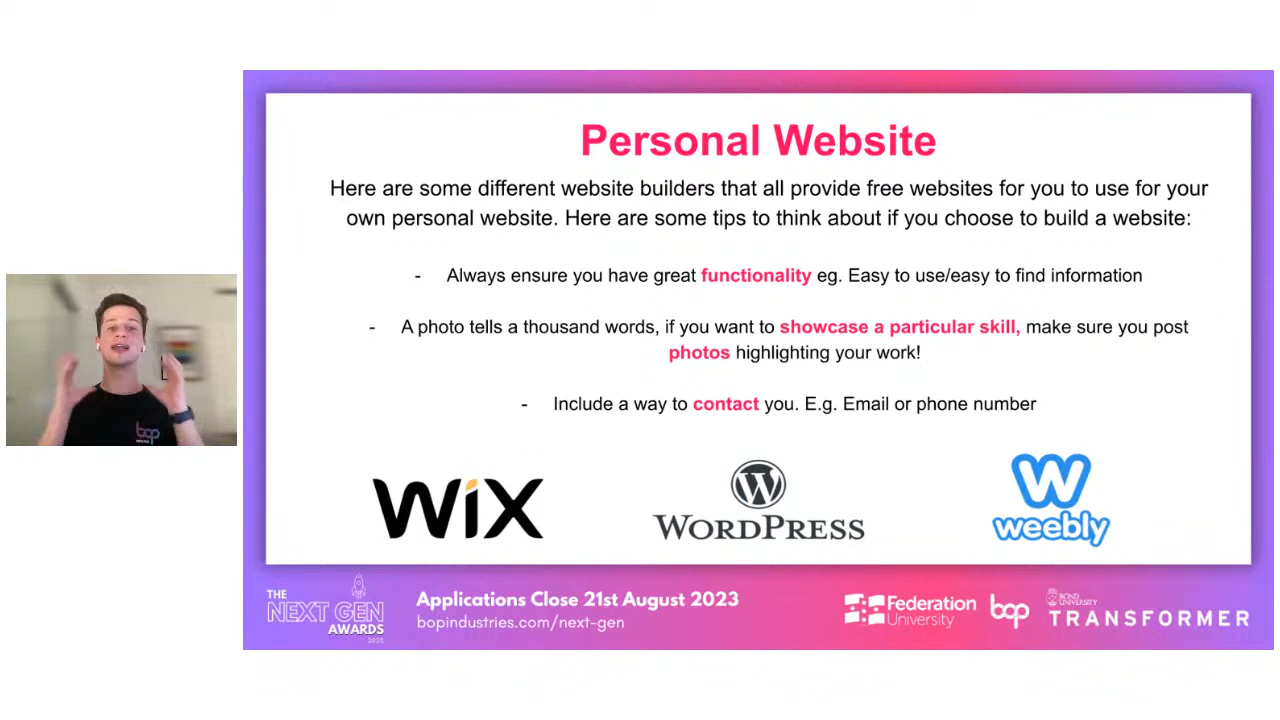 Personal Website
Here are some different website builders that all provide free websites for you to use for your
own personal website. Here are some tips to think about if you choose to build a website:
- Always ensure you have great functionality eg. Easy to use/easy to find information
- A photo tells a thousand words, if you want to showcase a particular skill, make sure you post
photos highlighting your work!
- Include a way to contact you. E.g. Email or phone number
WiX
WORDPRESS
weebly
THE
NEXT GEN
AWARDS
2023
Applications Close 21st August 2023
bopindustries.com/next-gen
Federation
University
bop
BOND
UNIVERSITY
TRANSFORMER
bop